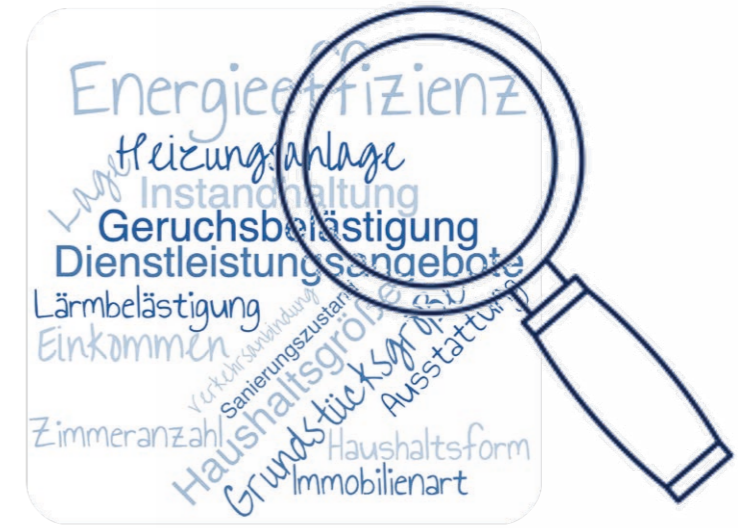 Energieeffizienz
Heizungsanlage
Lage
Instandhaltung
Geruchsbelästigung
Dienstleistungsangebote
Lärmbelästigung
Einkommen
Verkehrsanbindung
Sanierungszustand
Haushaltsgröße
Grundstücksgröße
Ausstattung
Zimmeranzahl
Haushaltsform
Immobilienart